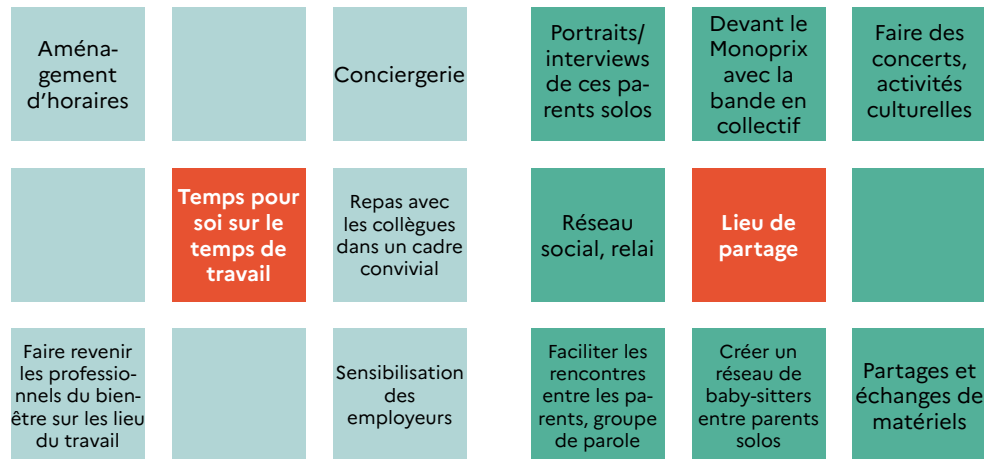 Aména-
gement
d'horaires
Conciergerie
Temps pour
soi sur le
temps de
travail
Repas avec
les collègues
dans un cadre
convivial
Faire revenir
les professio-
nnels du bien-
être sur les lieu
du travail
Sensibilisation
des
employeurs
Portraits/
interviews
de ces pa-
rents solos
Devant le
Monoprix
avec la
bande en
collectif
Faire des
concerts,
activités
culturelles
Réseau
social, relai
Lieu de
partage
Faciliter les
rencontres
entre les pa-
rents, groupe
de parole
Créer un
réseau de
baby-sitters
entre parents
solos
Partages et
échanges de
matériels